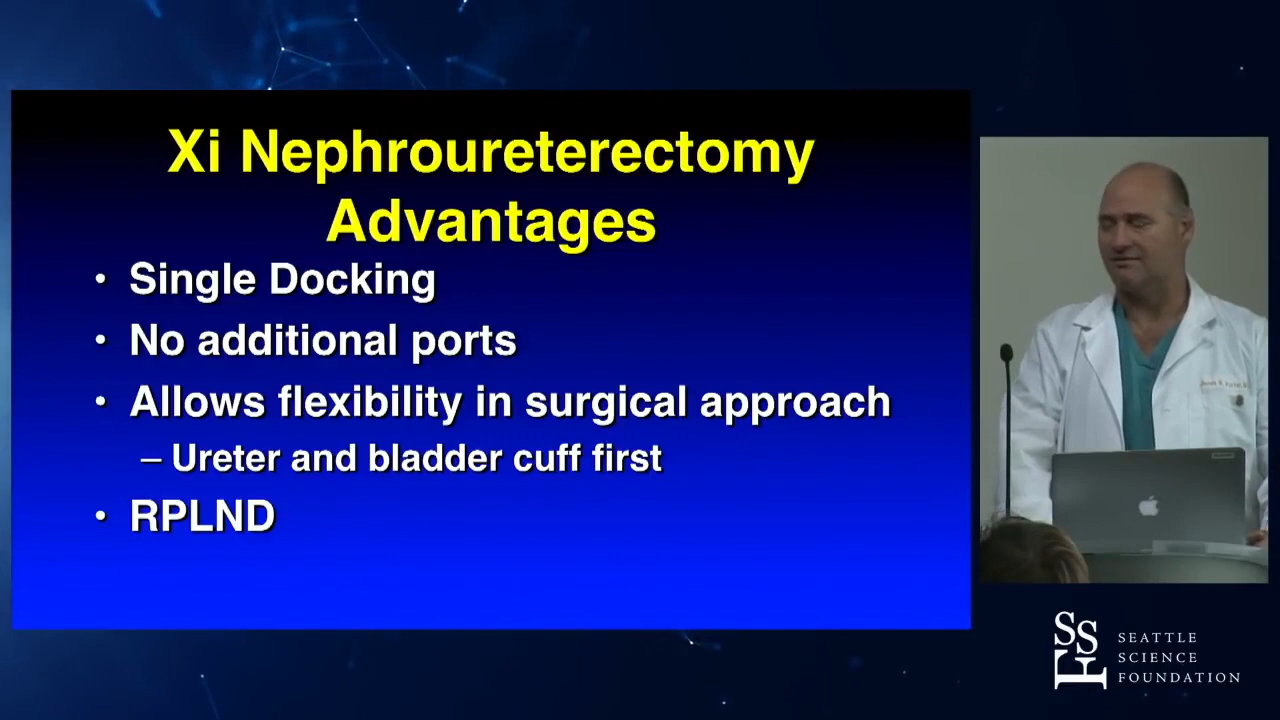 Xi Nephroureterectomy
Advantages
• Single Docking
• No additional ports
• Allows flexibility in surgical approach
– Ureter and bladder cuff first
• RPLND
SSF
SEATTLE
SCIENCE
FOUNDATION